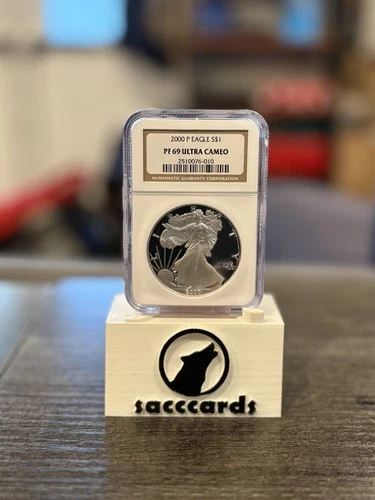 2000 P EAGLE S$1
PF 69 ULTRA CAMEO
2510076-010
NUMISMATIC GUARANTY CORPORATION
sacccards